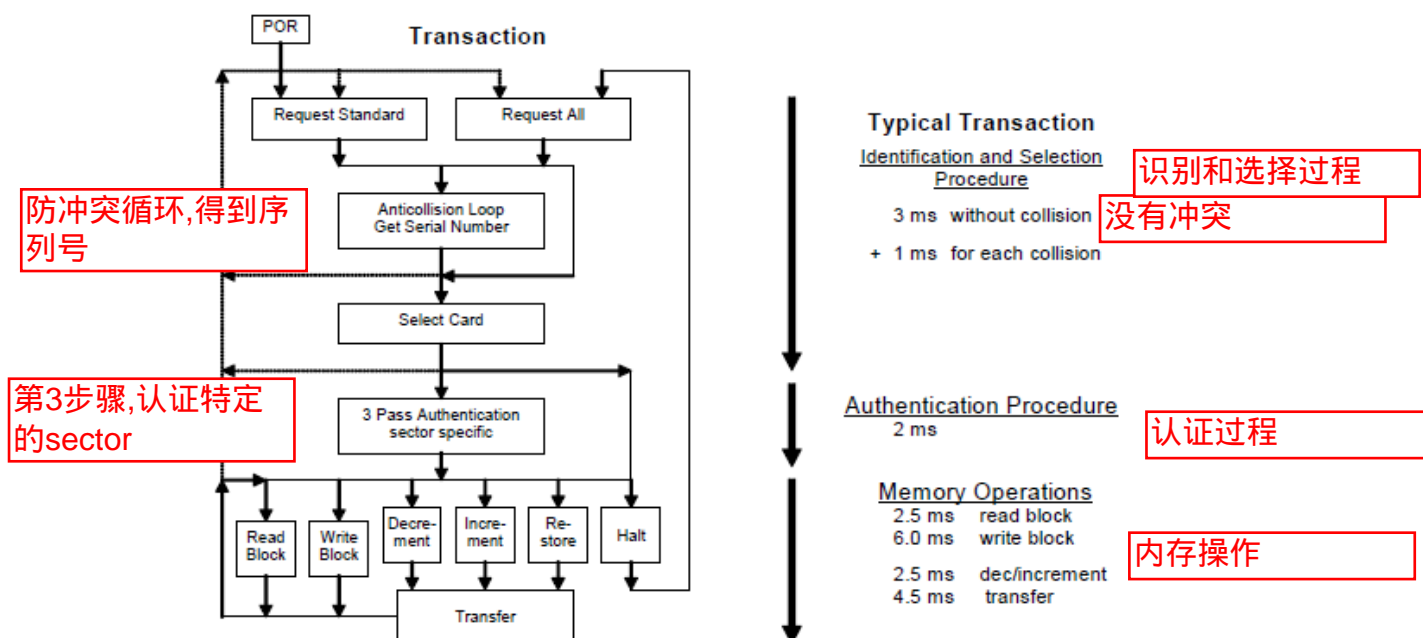 POR
Transaction
Request Standard
Request All
防冲突循环,得到序
列号
Anticollision Loop
Get Serial Number
Select Card
第3步骤,认证特定
的sector
3 Pass Authentication
sector specific
Read
Block
Write
Block
Decre-
ment
Incre-
ment
Re-
store
Halt
Transfer
Typical Transaction
Identification and Selection
Procedure
识别和选择过程
3 ms without collision
没有冲突
+ 1 ms for each collision
Authentication Procedure
2 ms
认证过程
Memory Operations
2.5 ms read block
6.0 ms write block
内存操作
2.5 ms dec/increment
4.5 ms transfer